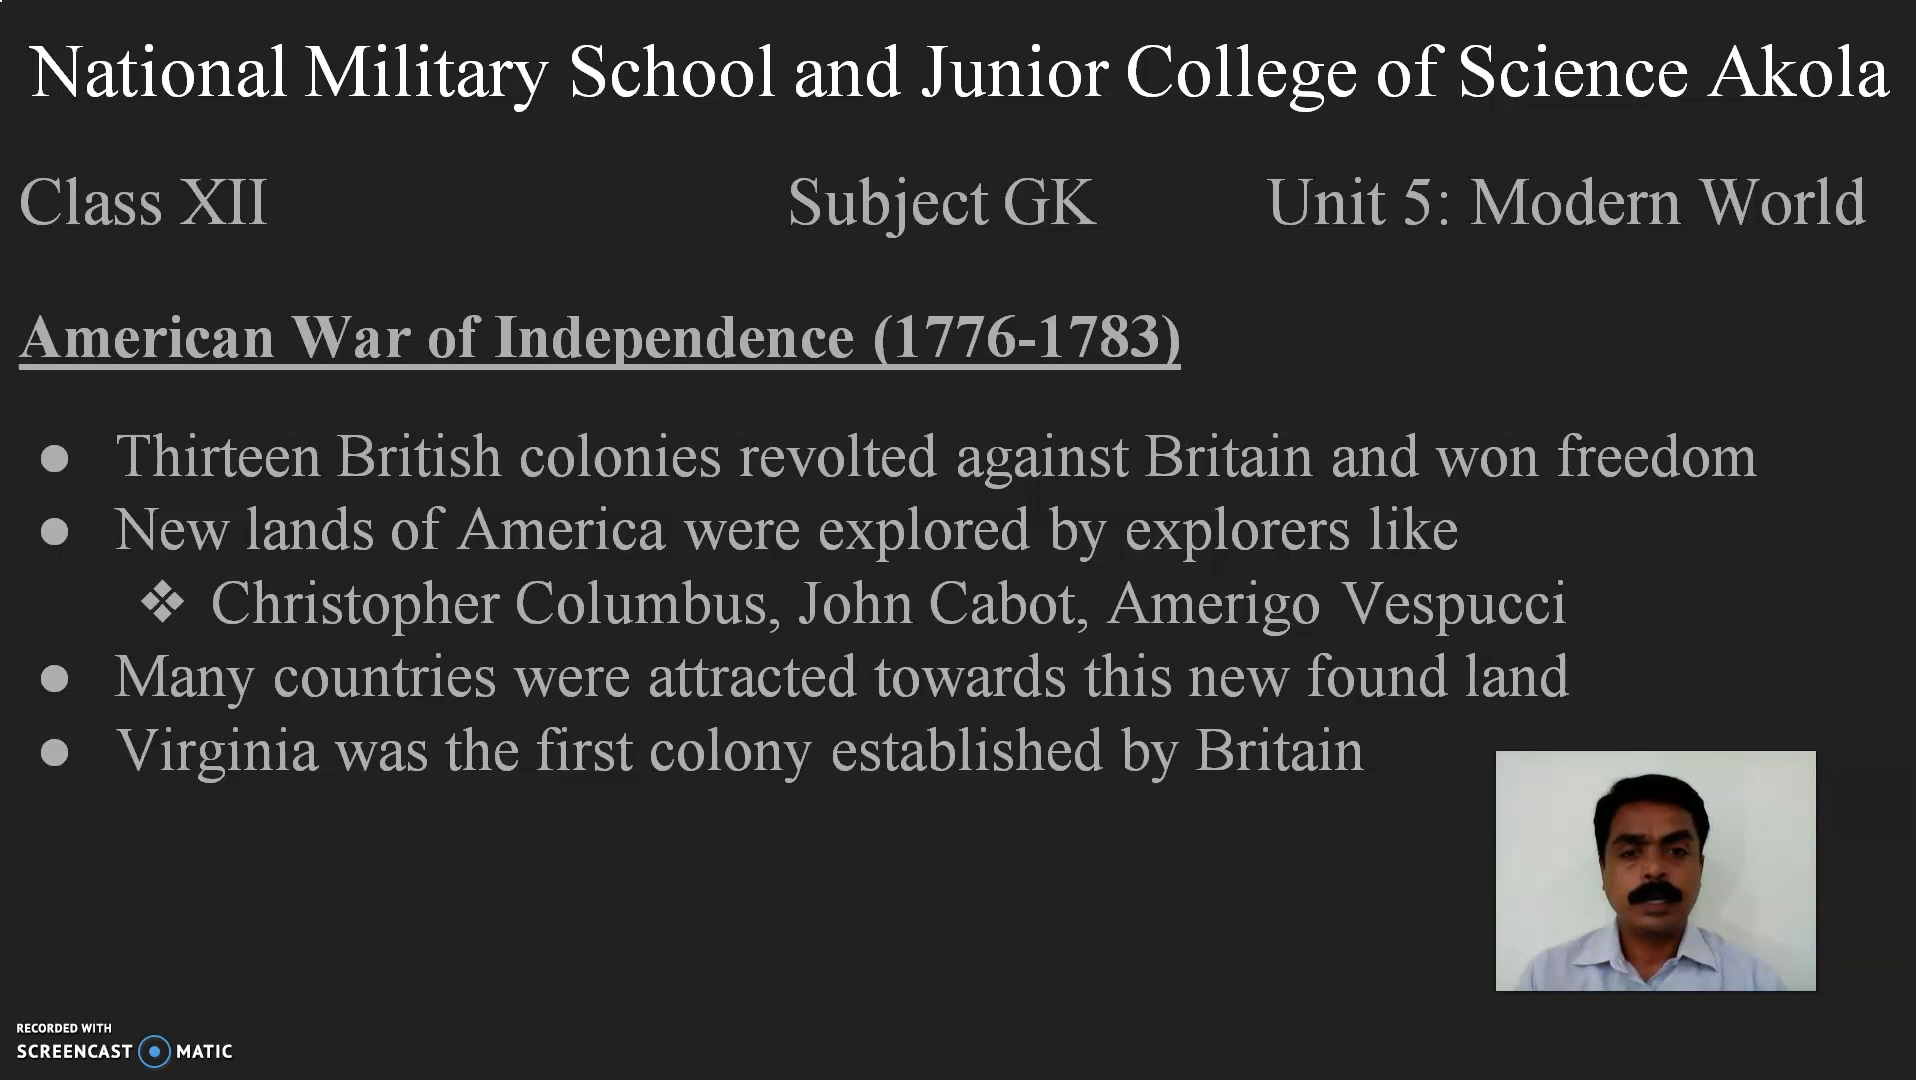 National Military School and Junior College of Science Akola
Class XII Subject GK Unit 5: Modern World
American War of Independence (1776-1783)
● Thirteen British colonies revolted against Britain and won freedom
● New lands of America were explored by explorers like
❖ Christopher Columbus, John Cabot, Amerigo Vespucci
● Many countries were attracted towards this new found land
● Virginia was the first colony established by Britain
RECORDED WITH
SCREENCAST MATIC